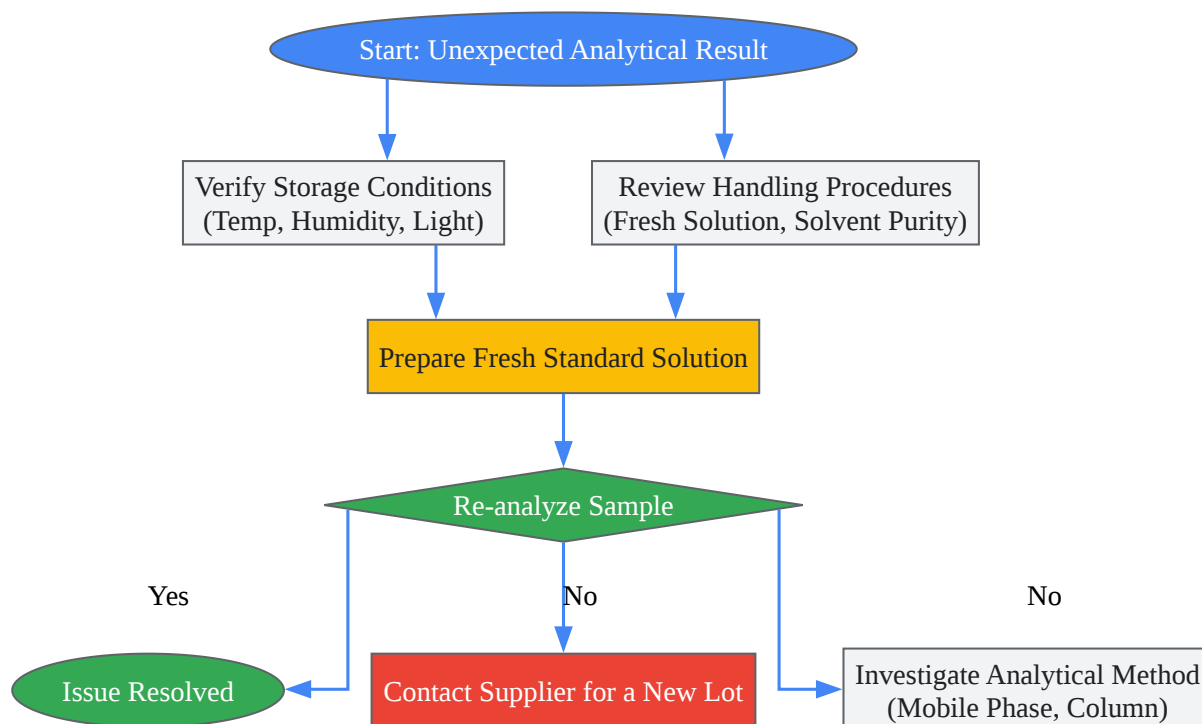 Start: Unexpected Analytical Result
Verify Storage Conditions
(Temp, Humidity, Light)
Review Handling Procedures
(Fresh Solution, Solvent Purity)
Prepare Fresh Standard Solution
Re-analyze Sample
Yes
No
No
Issue Resolved
Contact Supplier for a New Lot
Investigate Analytical Method
(Mobile Phase, Column)